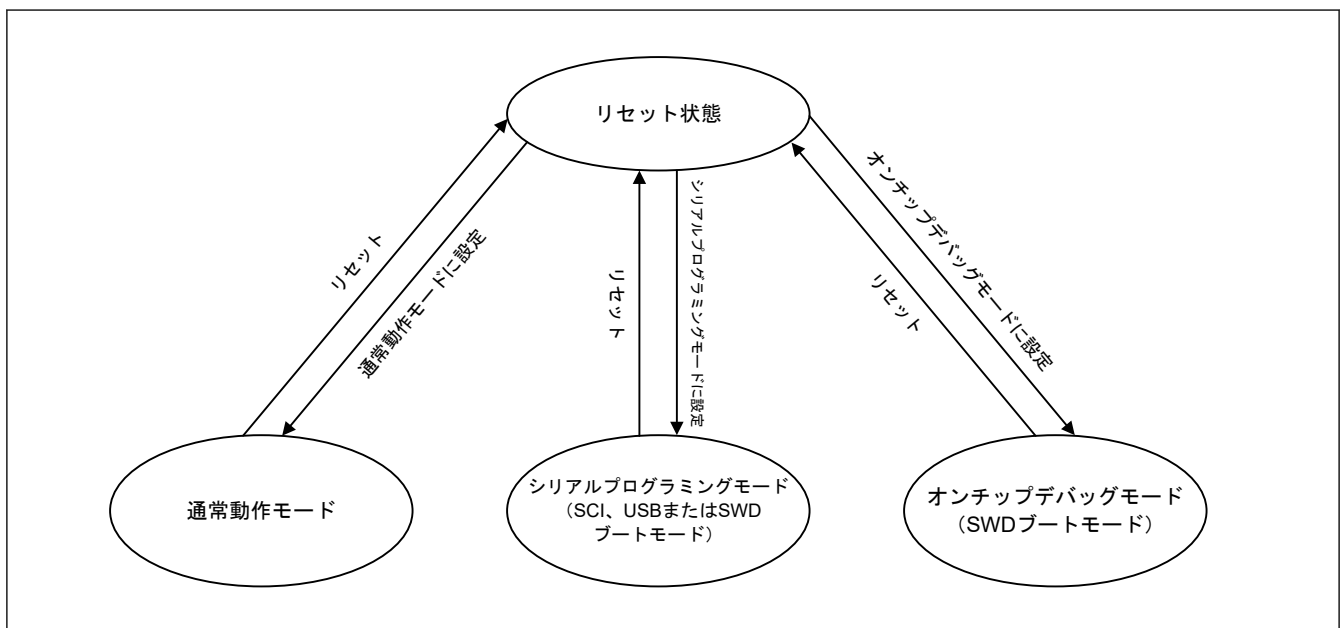 リセット状態
リセット
通常動作モードに設定
リセット
シリアルプログラミングモードに設定
リセット
オンチップデバッグモードに設定
通常動作モード
シリアルプログラミングモード
（SCI、USBまたはSWD
ブートモード）
オンチップデバッグモード
（SWDブートモード）